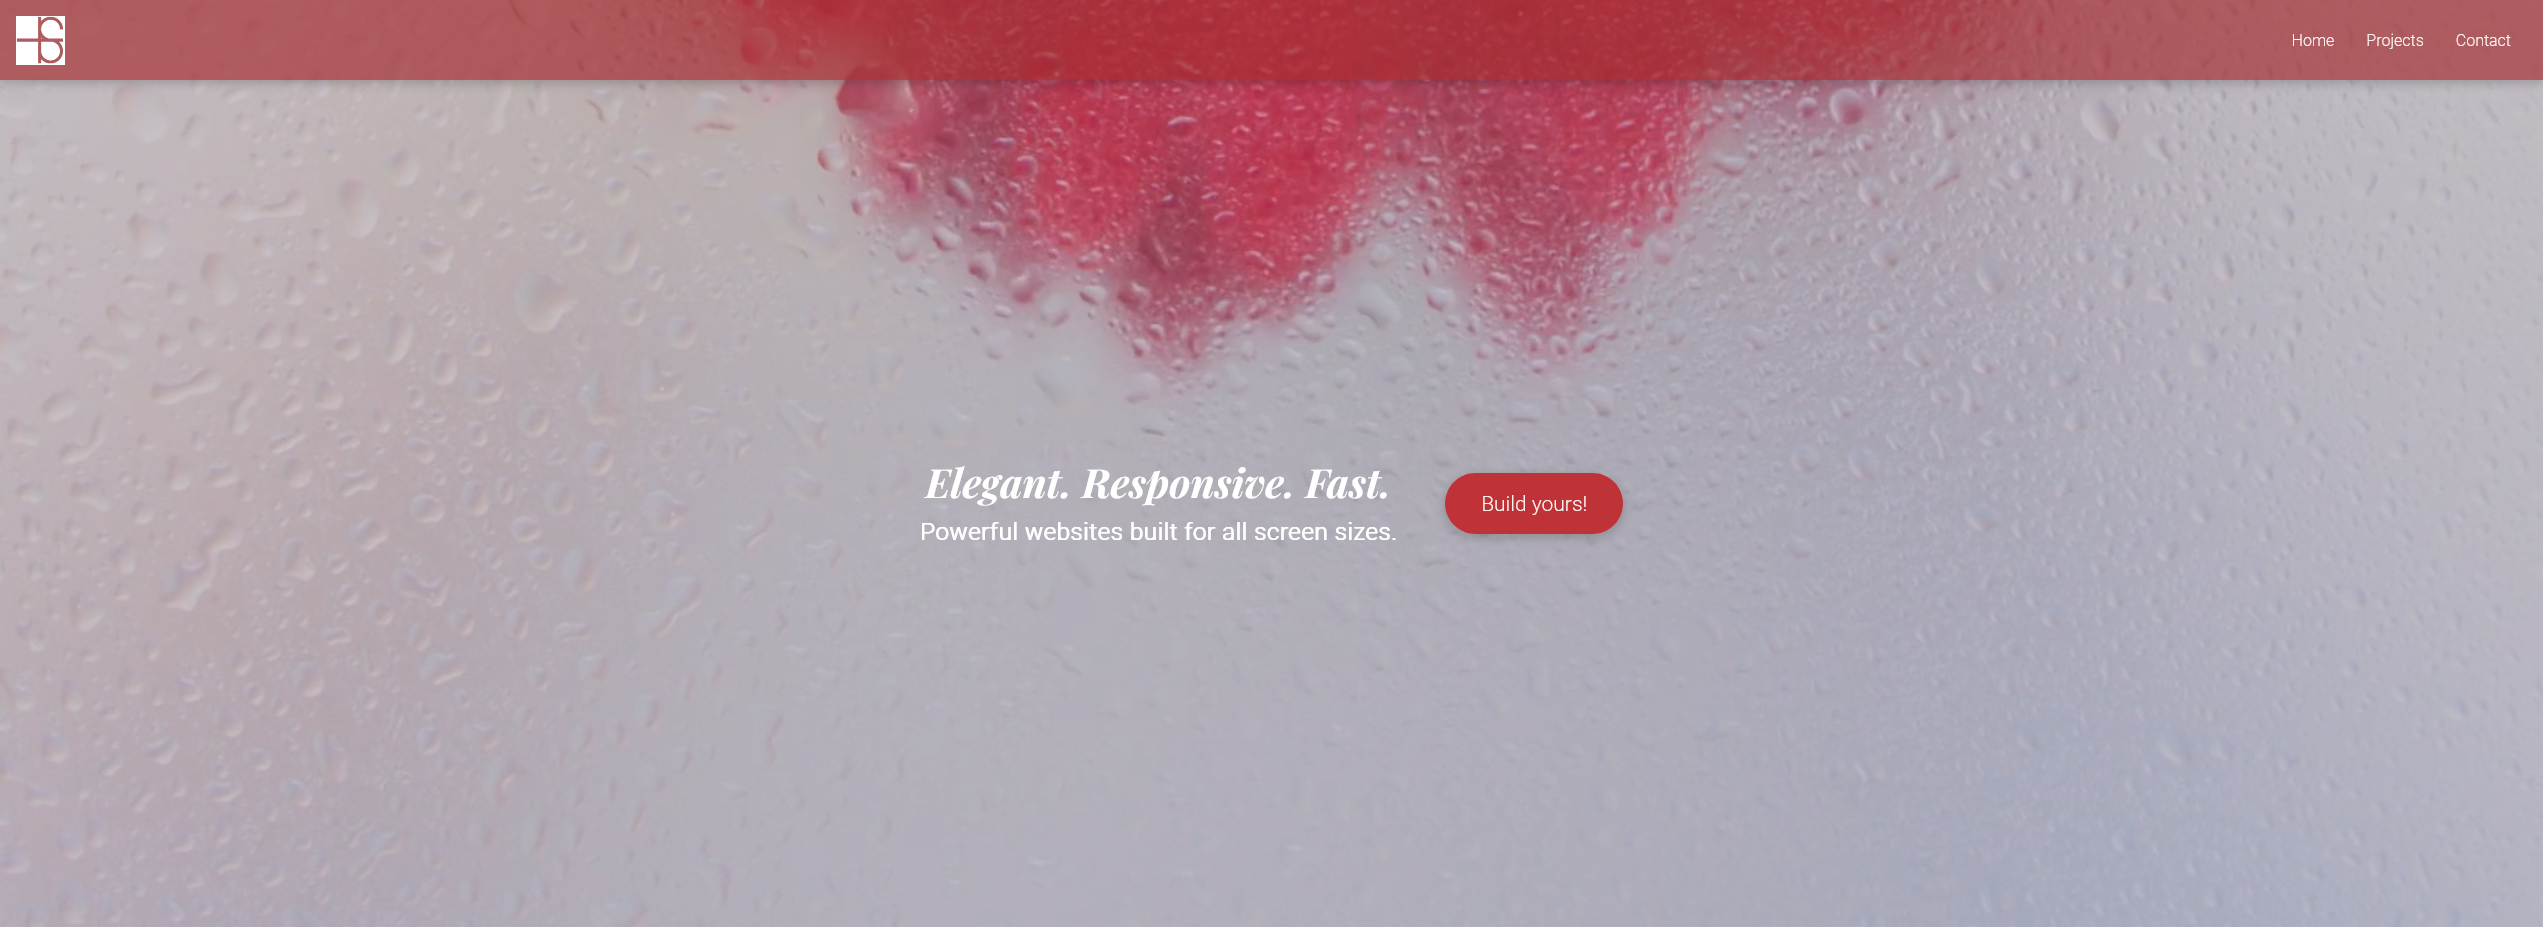 Home Projects Contact
Elegant. Responsive. Fast.
Powerful websites built for all screen sizes.
Build yours!